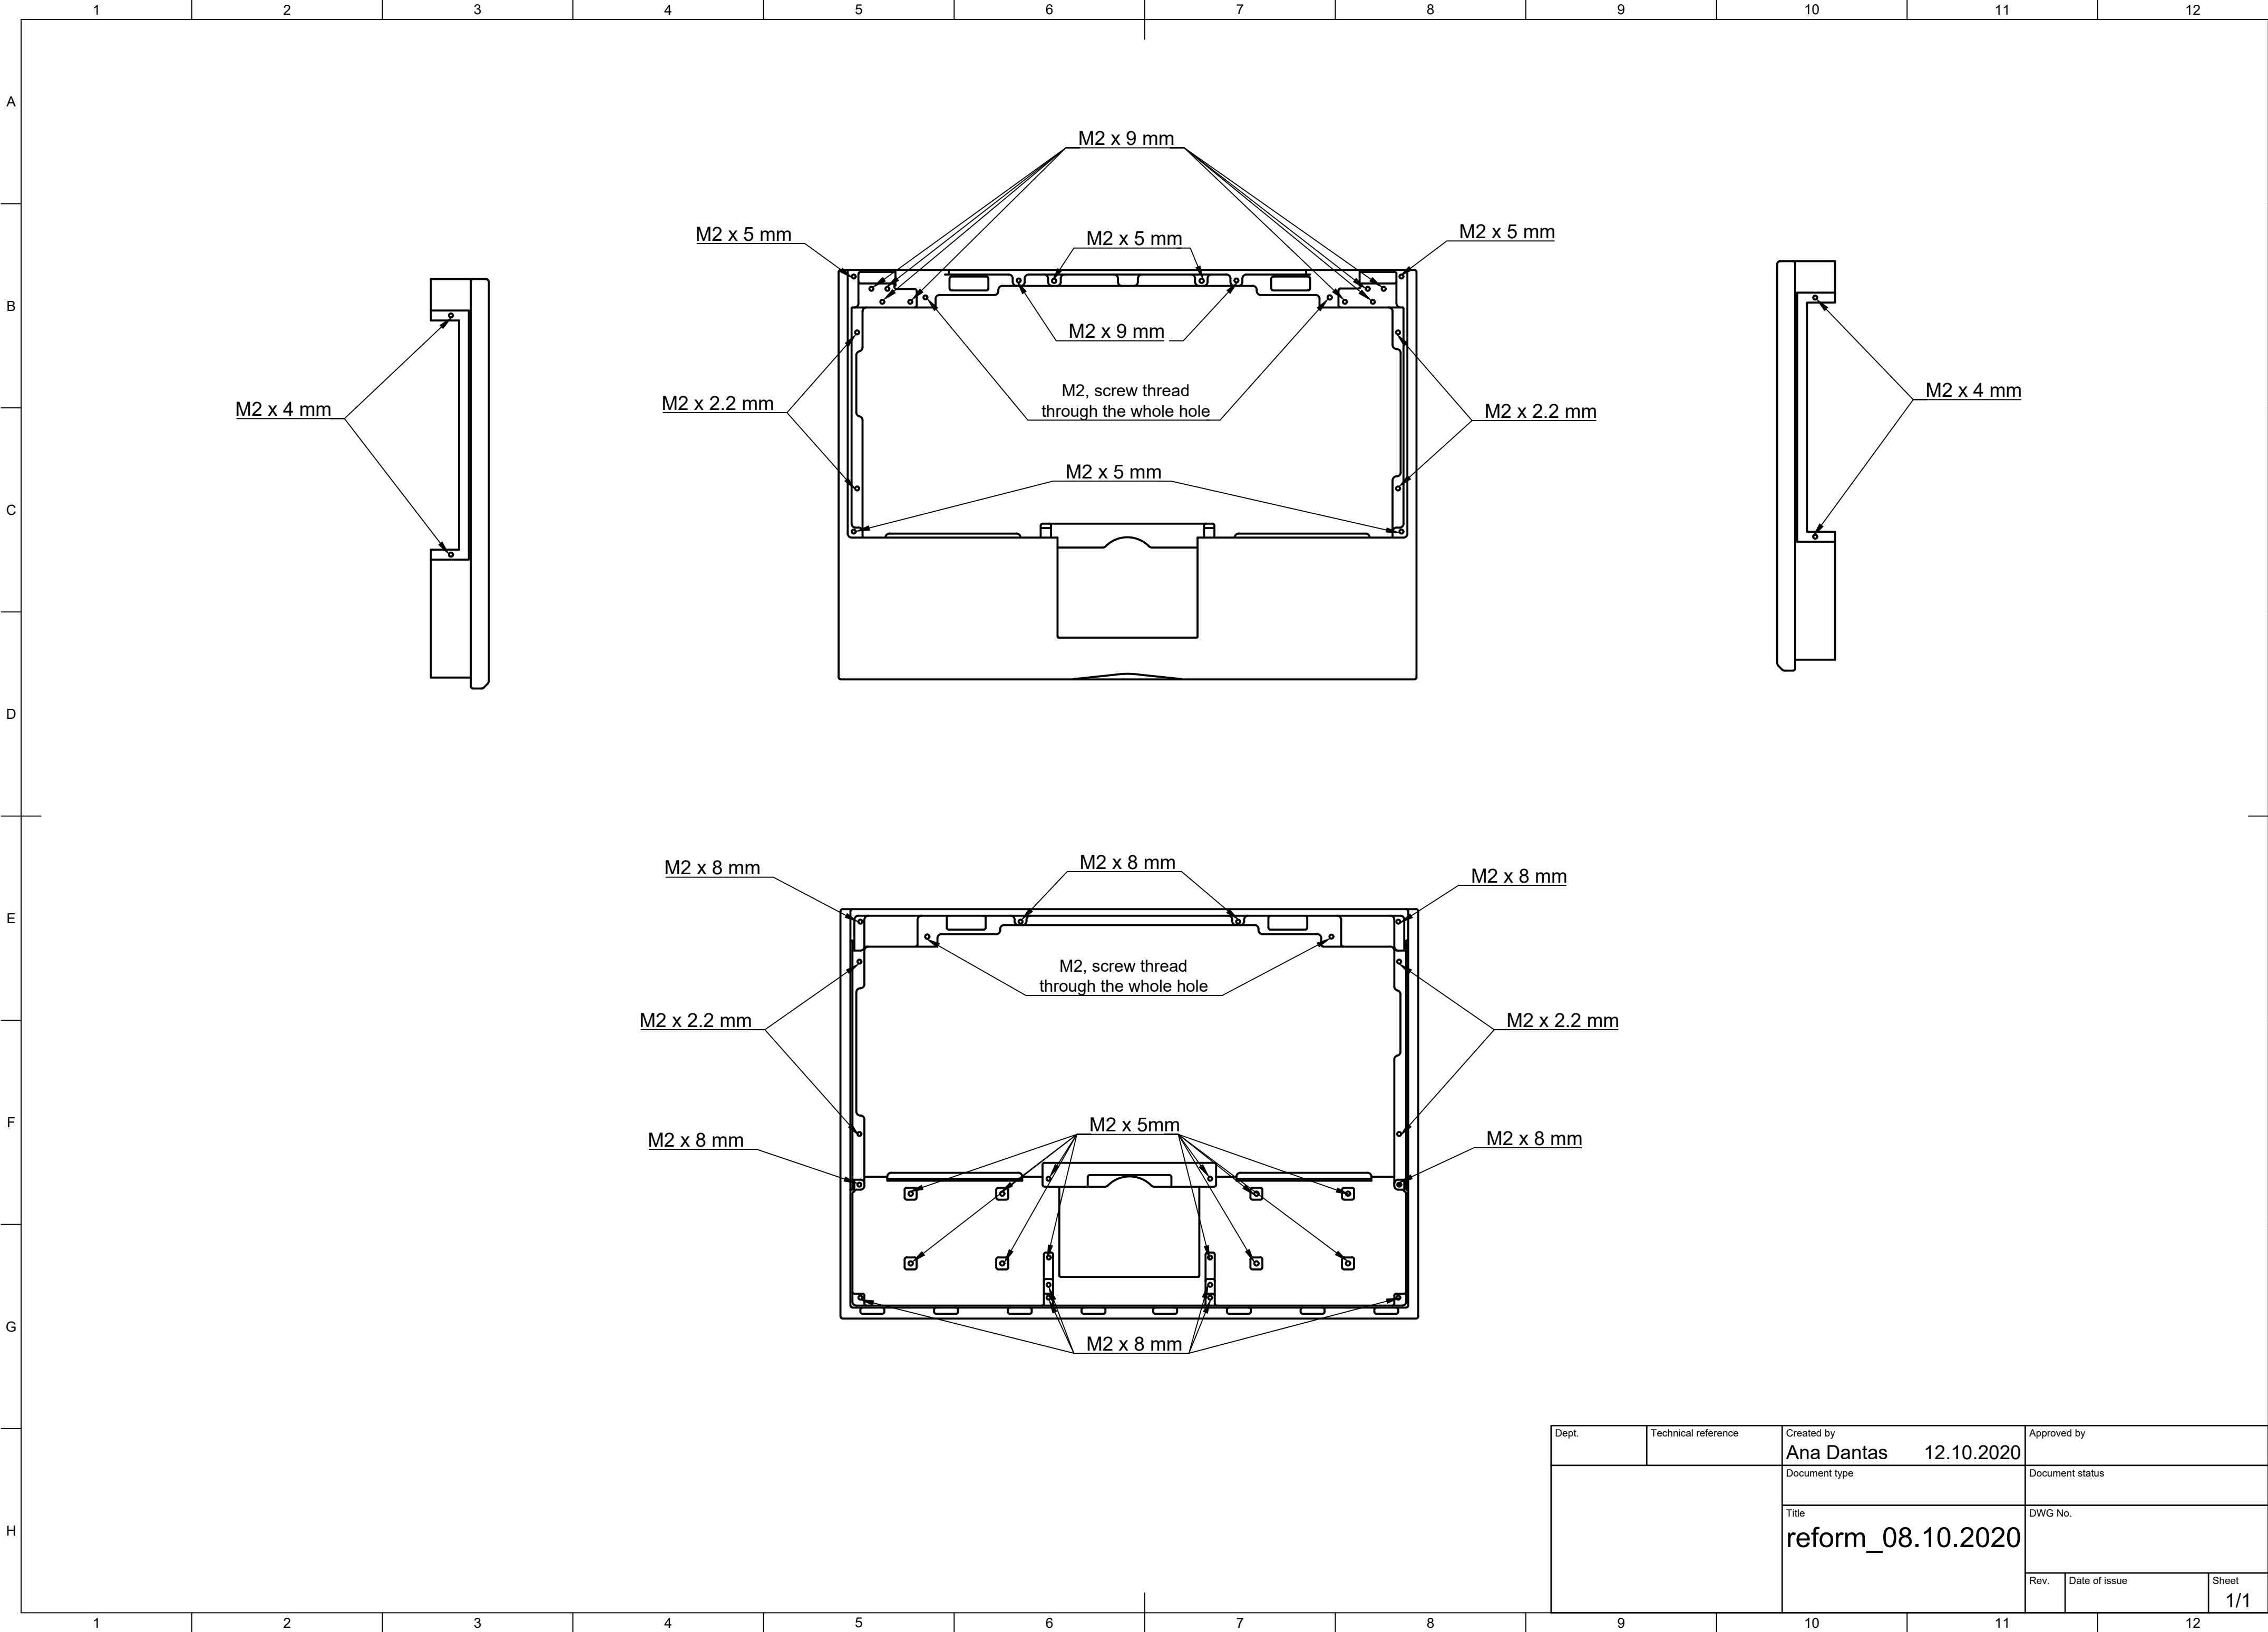 1 2 3 4 5 6 7 8 9 10 11 12
A
M2 x 9 mm
M2 x 5 mm
M2 x 5 mm
M2 x 5 mm
B
M2 x 9 mm
M2, screw thread
through the whole hole
M2 x 4 mm
M2 x 2.2 mm
M2 x 2.2 mm
M2 x 4 mm
M2 x 5 mm
C
D
M2 x 8 mm
M2 x 8 mm
M2 x 8 mm
E
M2, screw thread
through the whole hole
M2 x 2.2 mm
M2 x 2.2 mm
F
M2 x 5mm
M2 x 8 mm
M2 x 8 mm
G
M2 x 8 mm
H
Dept.
Technical reference
Created by
Ana Dantas 12.10.2020
Approved by
Document type
Document status
Title
reform_08.10.2020
DWG No.
Rev.
Date of issue
Sheet
1/1
1 2 3 4 5 6 7 8 9 10 11 12